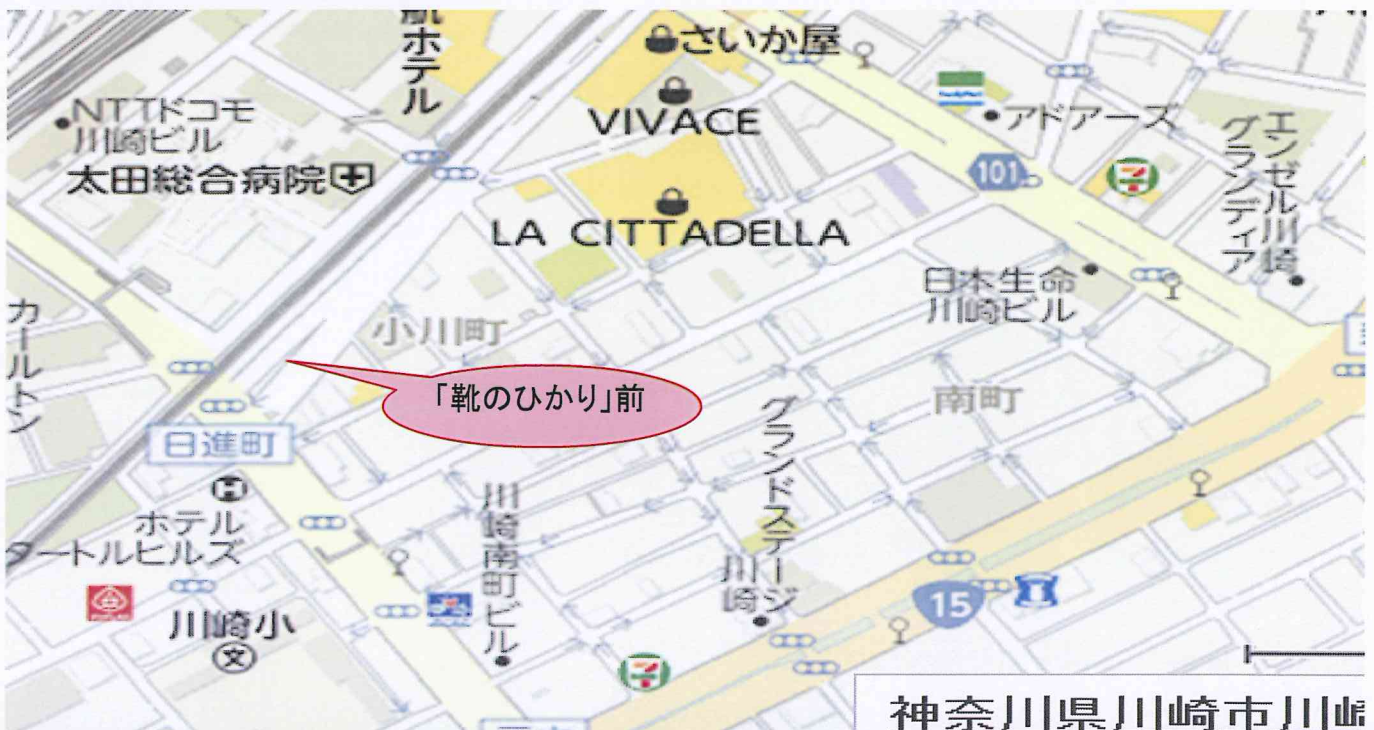 航ホテル
さいか屋
NTTドコモ
川崎ビル
VIVACE
FamilyMart
アドアーズ
エンゼル川崎
グランディア
太田総合病院
101
LA CITTADELLA
日本生命
川崎ビル
カールトン
小川町
「靴のひかり」前
南町
日進町
グランドステージ
川崎
ホテル
タートルヒルズ
川崎南町ビル
15
川崎小
文
神奈川県川崎市川崎